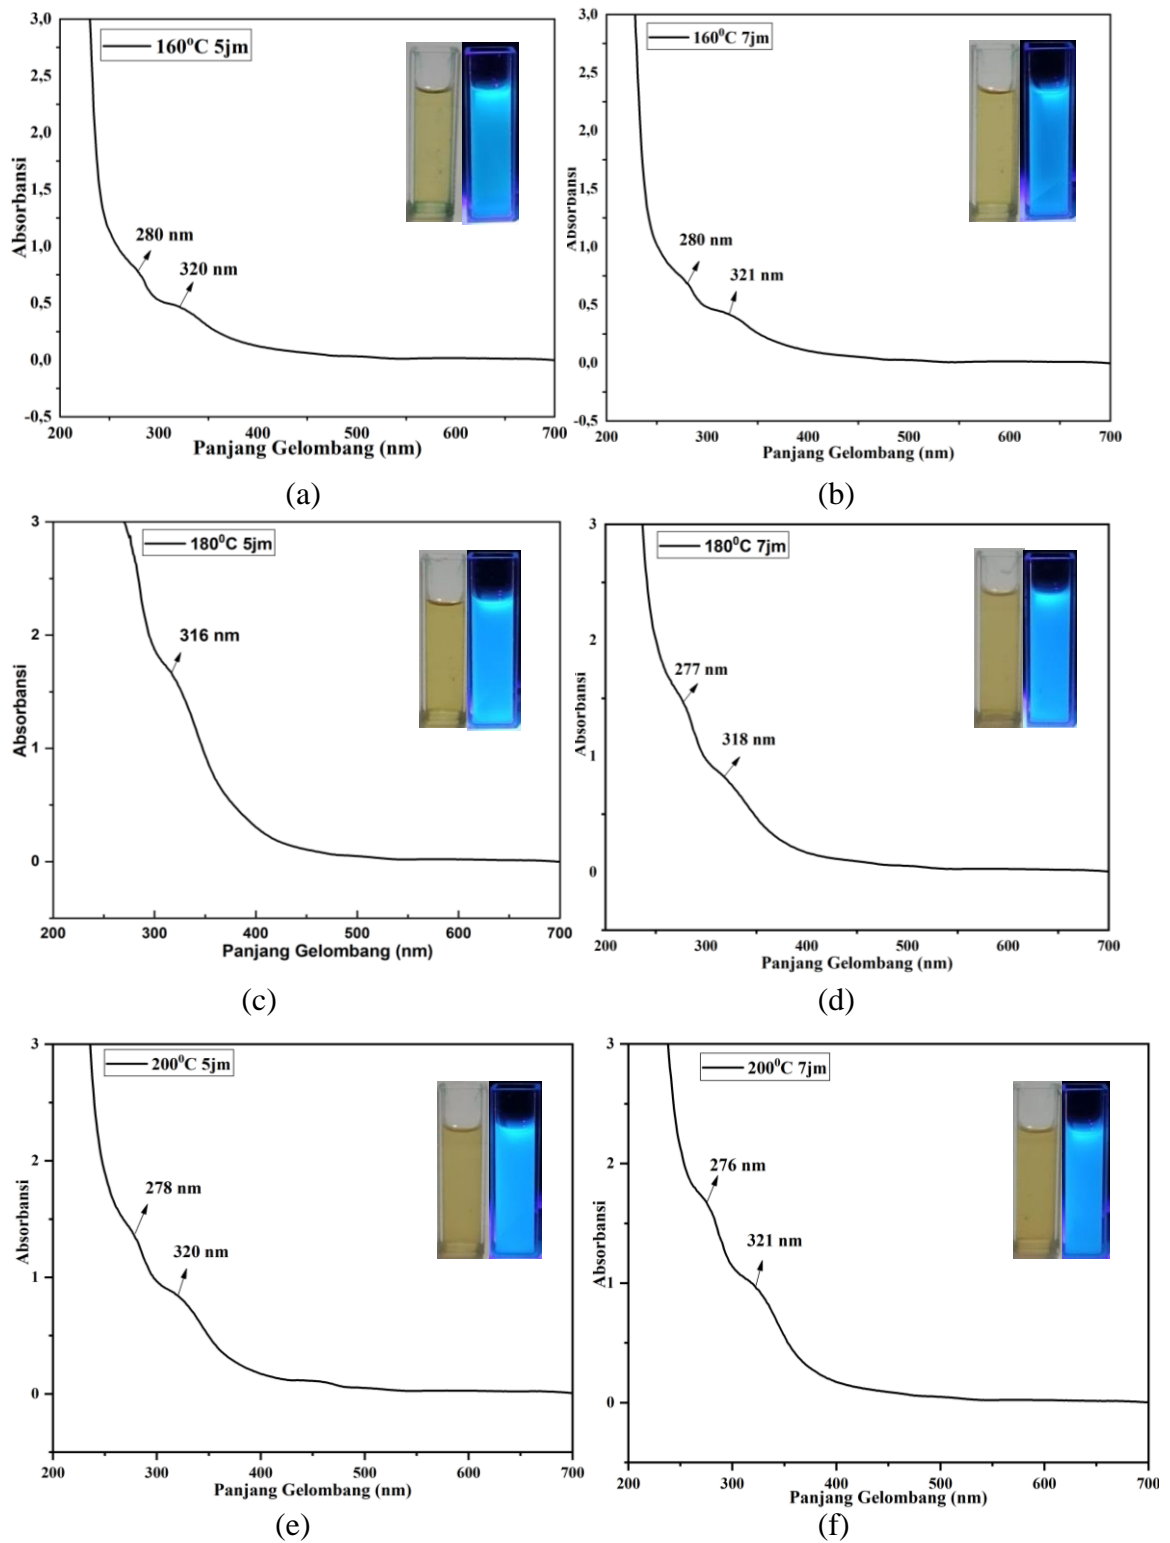 3,0
2,5
2,0
1,5
1,0
0,5
0,0
-0,5
Absorbansi
160⁰C 5jm
280 nm
320 nm
200 300 400 500 600 700
Panjang Gelombang (nm)
(a)
3,0
2,5
2,0
1,5
1,0
0,5
0,0
-0,5
Absorbansi
160⁰C 7jm
280 nm
321 nm
200 300 400 500 600 700
Panjang Gelombang (nm)
(b)
3
2
1
0
Absorbansi
180⁰C 5jm
316 nm
200 300 400 500 600 700
Panjang Gelombang (nm)
(c)
3
2
1
0
Absorbansi
180⁰C 7jm
277 nm
318 nm
200 300 400 500 600 700
Panjang Gelombang (nm)
(d)
3
2
1
0
Absorbansi
200⁰C 5jm
278 nm
320 nm
200 300 400 500 600 700
Panjang Gelombang (nm)
(e)
3
2
1
0
Absorbansi
200⁰C 7jm
276 nm
321 nm
200 300 400 500 600 700
Panjang Gelombang (nm)
(f)